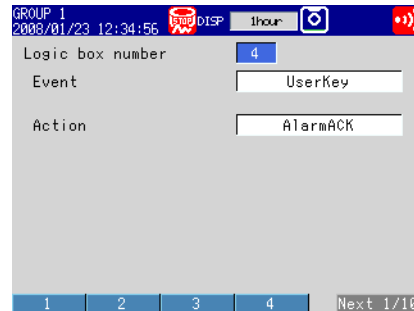 GROUP 1
2008/01/23 12:34:56 STOP DISP 1hour
Logic box number 4
Event UserKey
Action AlarmACK
1 2 3 4 Next 1/10